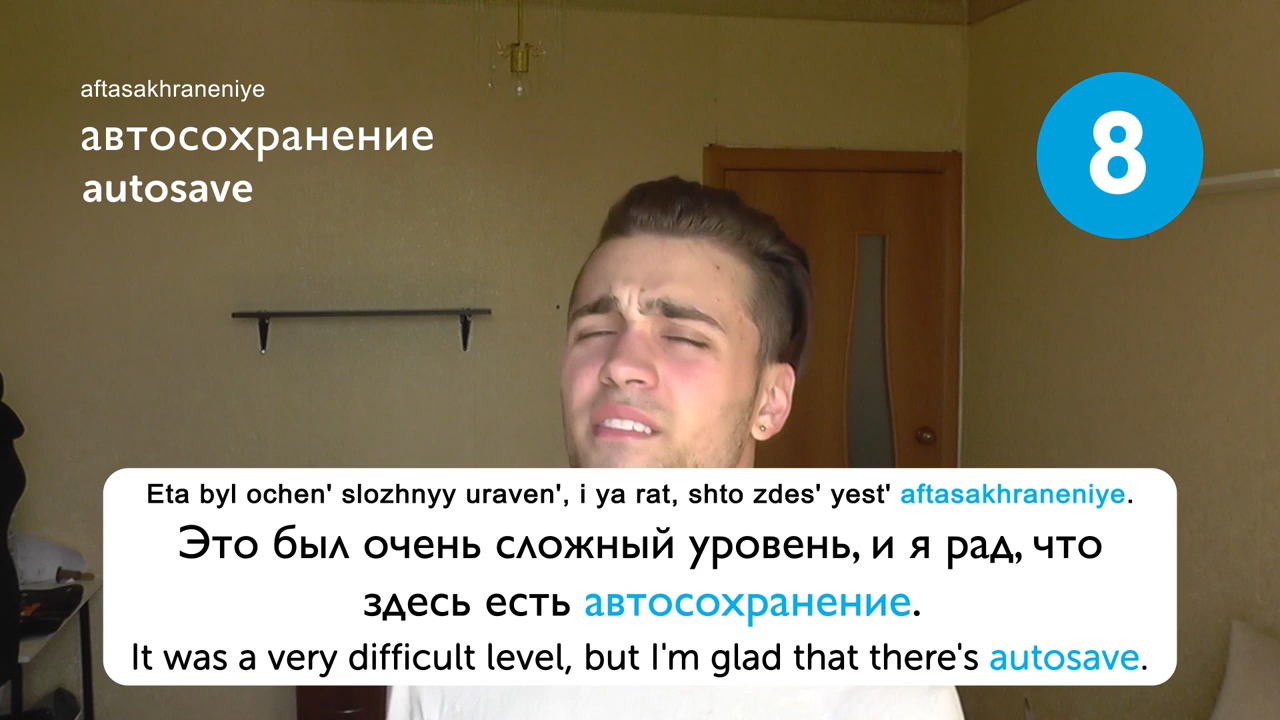 aftasakhraneniye
автосохранение
autosave
8
Eta byl ochen' slozhnyy uraven', i ya rat, shto zdes' yest' aftasakhraneniye.
Это был очень сложный уровень, и я рад, что
здесь есть автосохранение.
It was a very difficult level, but I'm glad that there's autosave.